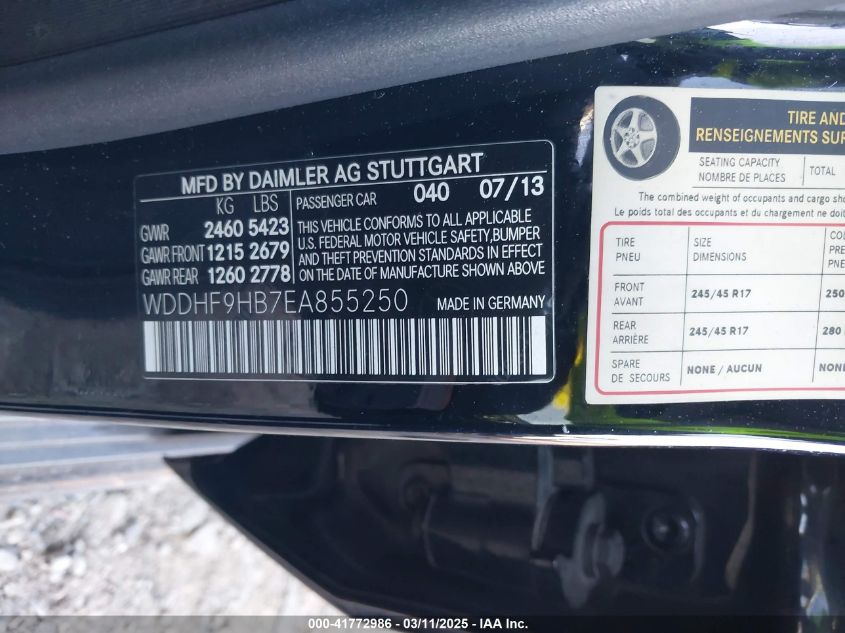 MFD BY DAIMLER AG STUTTGART
KG LBS PASSENGER CAR 040 07/13
GVWR 2460 5423
GAWR FRONT 1215 2679
GAWR REAR 1260 2778
THIS VEHICLE CONFORMS TO ALL APPLICABLE
U.S. FEDERAL MOTOR VEHICLE SAFETY,BUMPER
AND THEFT PREVENTION STANDARDS IN EFFECT
ON THE DATE OF MANUFACTURE SHOWN ABOVE
WDDHF9HB7EA855250 MADE IN GERMANY
TIRE AND
RENSEIGNEMENTS SUR
SEATING CAPACITY
NOMBRE DE PLACES
TOTAL
The combined weight of occupants and cargo
Le poids total des occupants et du chargement ne doit
TIRE
PNEU
SIZE
DIMENSIONS
FRONT
AVANT
245/45 R17
250
REAR
ARRIÈRE
245/45 R17
280
SPARE
DE SECOURS
NONE / AUCUN
000-41772986 - 03/11/2025 - IAA Inc.